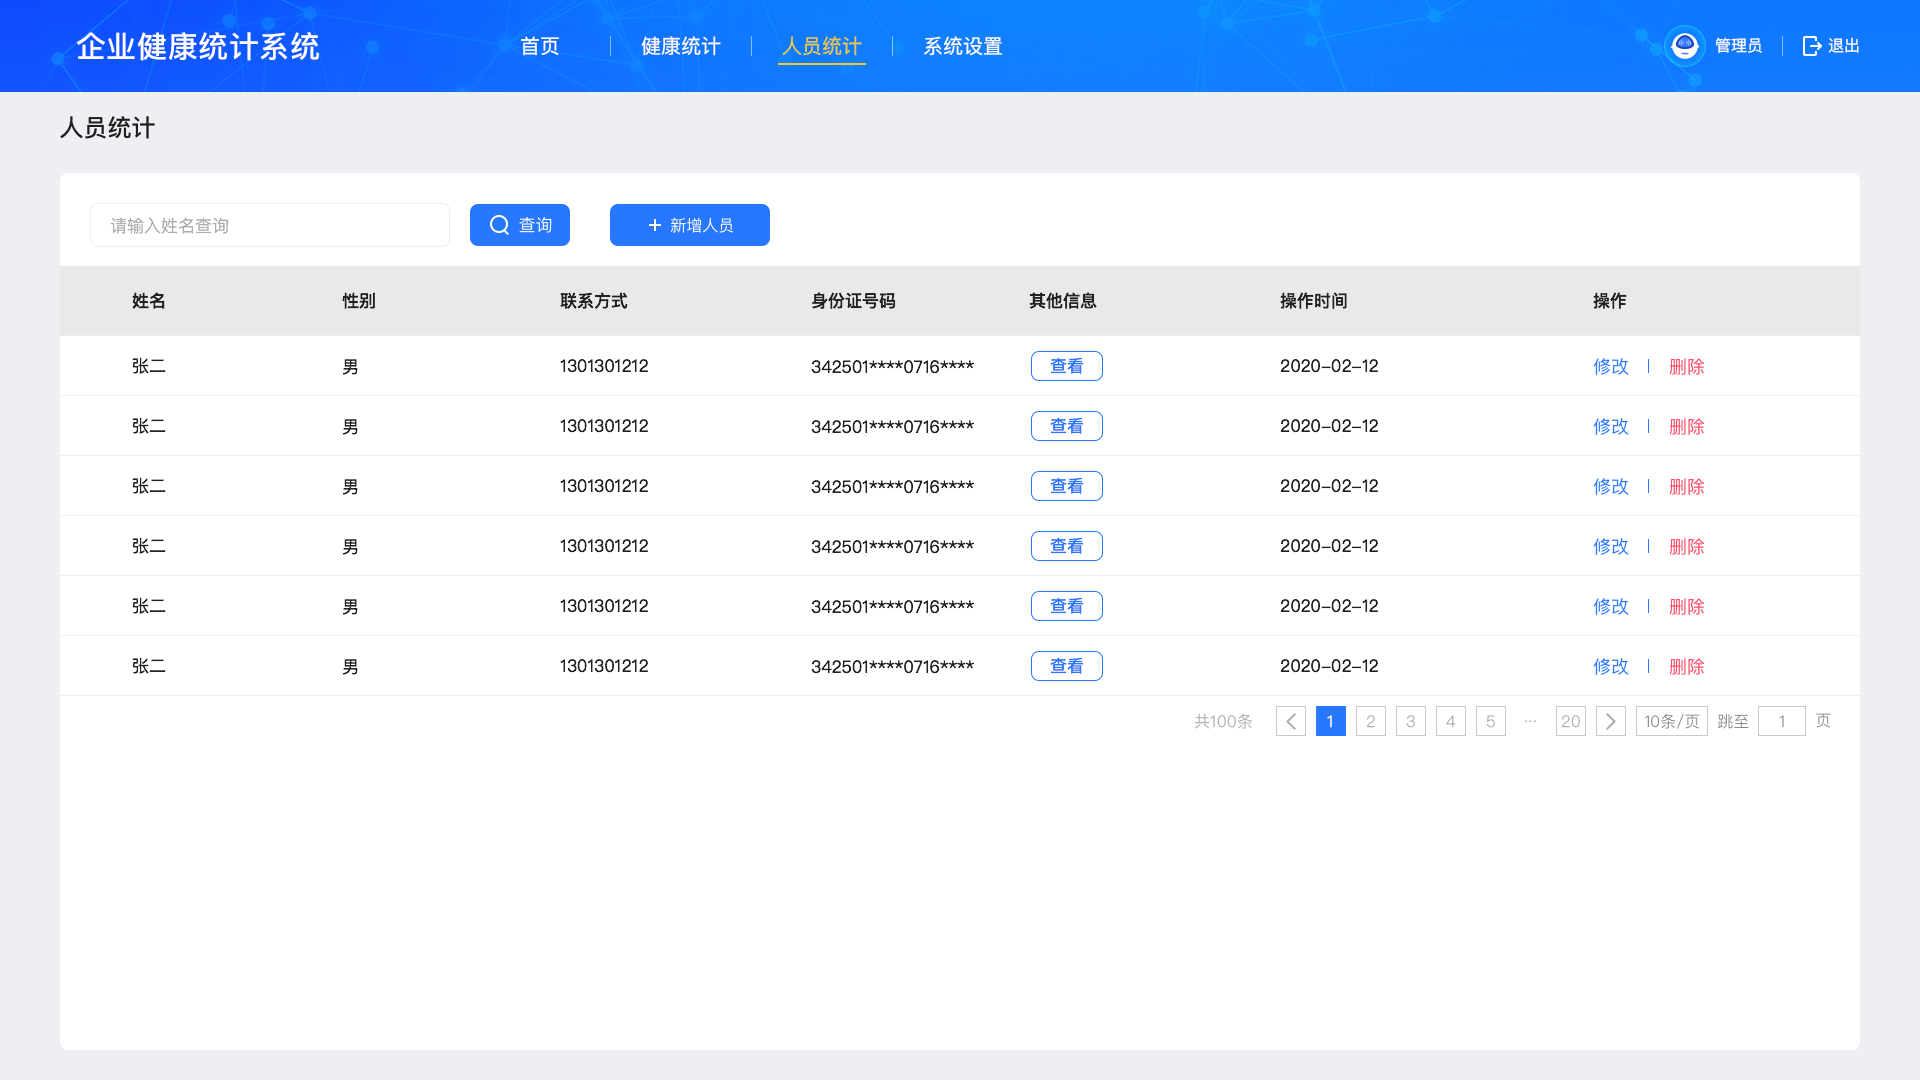 企业健康统计系统 首页 健康统计 人员统计 系统设置 管理员 退出
人员统计
请输入姓名查询 查询 + 新增人员
姓名 性别 联系方式 身份证号码 其他信息 操作时间 操作
张二 男 1301301212 342501****0716**** 查看 2020-02-12 修改 | 删除
张二 男 1301301212 342501****0716**** 查看 2020-02-12 修改 | 删除
张二 男 1301301212 342501****0716**** 查看 2020-02-12 修改 | 删除
张二 男 1301301212 342501****0716**** 查看 2020-02-12 修改 | 删除
张二 男 1301301212 342501****0716**** 查看 2020-02-12 修改 | 删除
张二 男 1301301212 342501****0716**** 查看 2020-02-12 修改 | 删除
共100条 1 2 3 4 5 ··· 20 10条/页 跳至 1 页